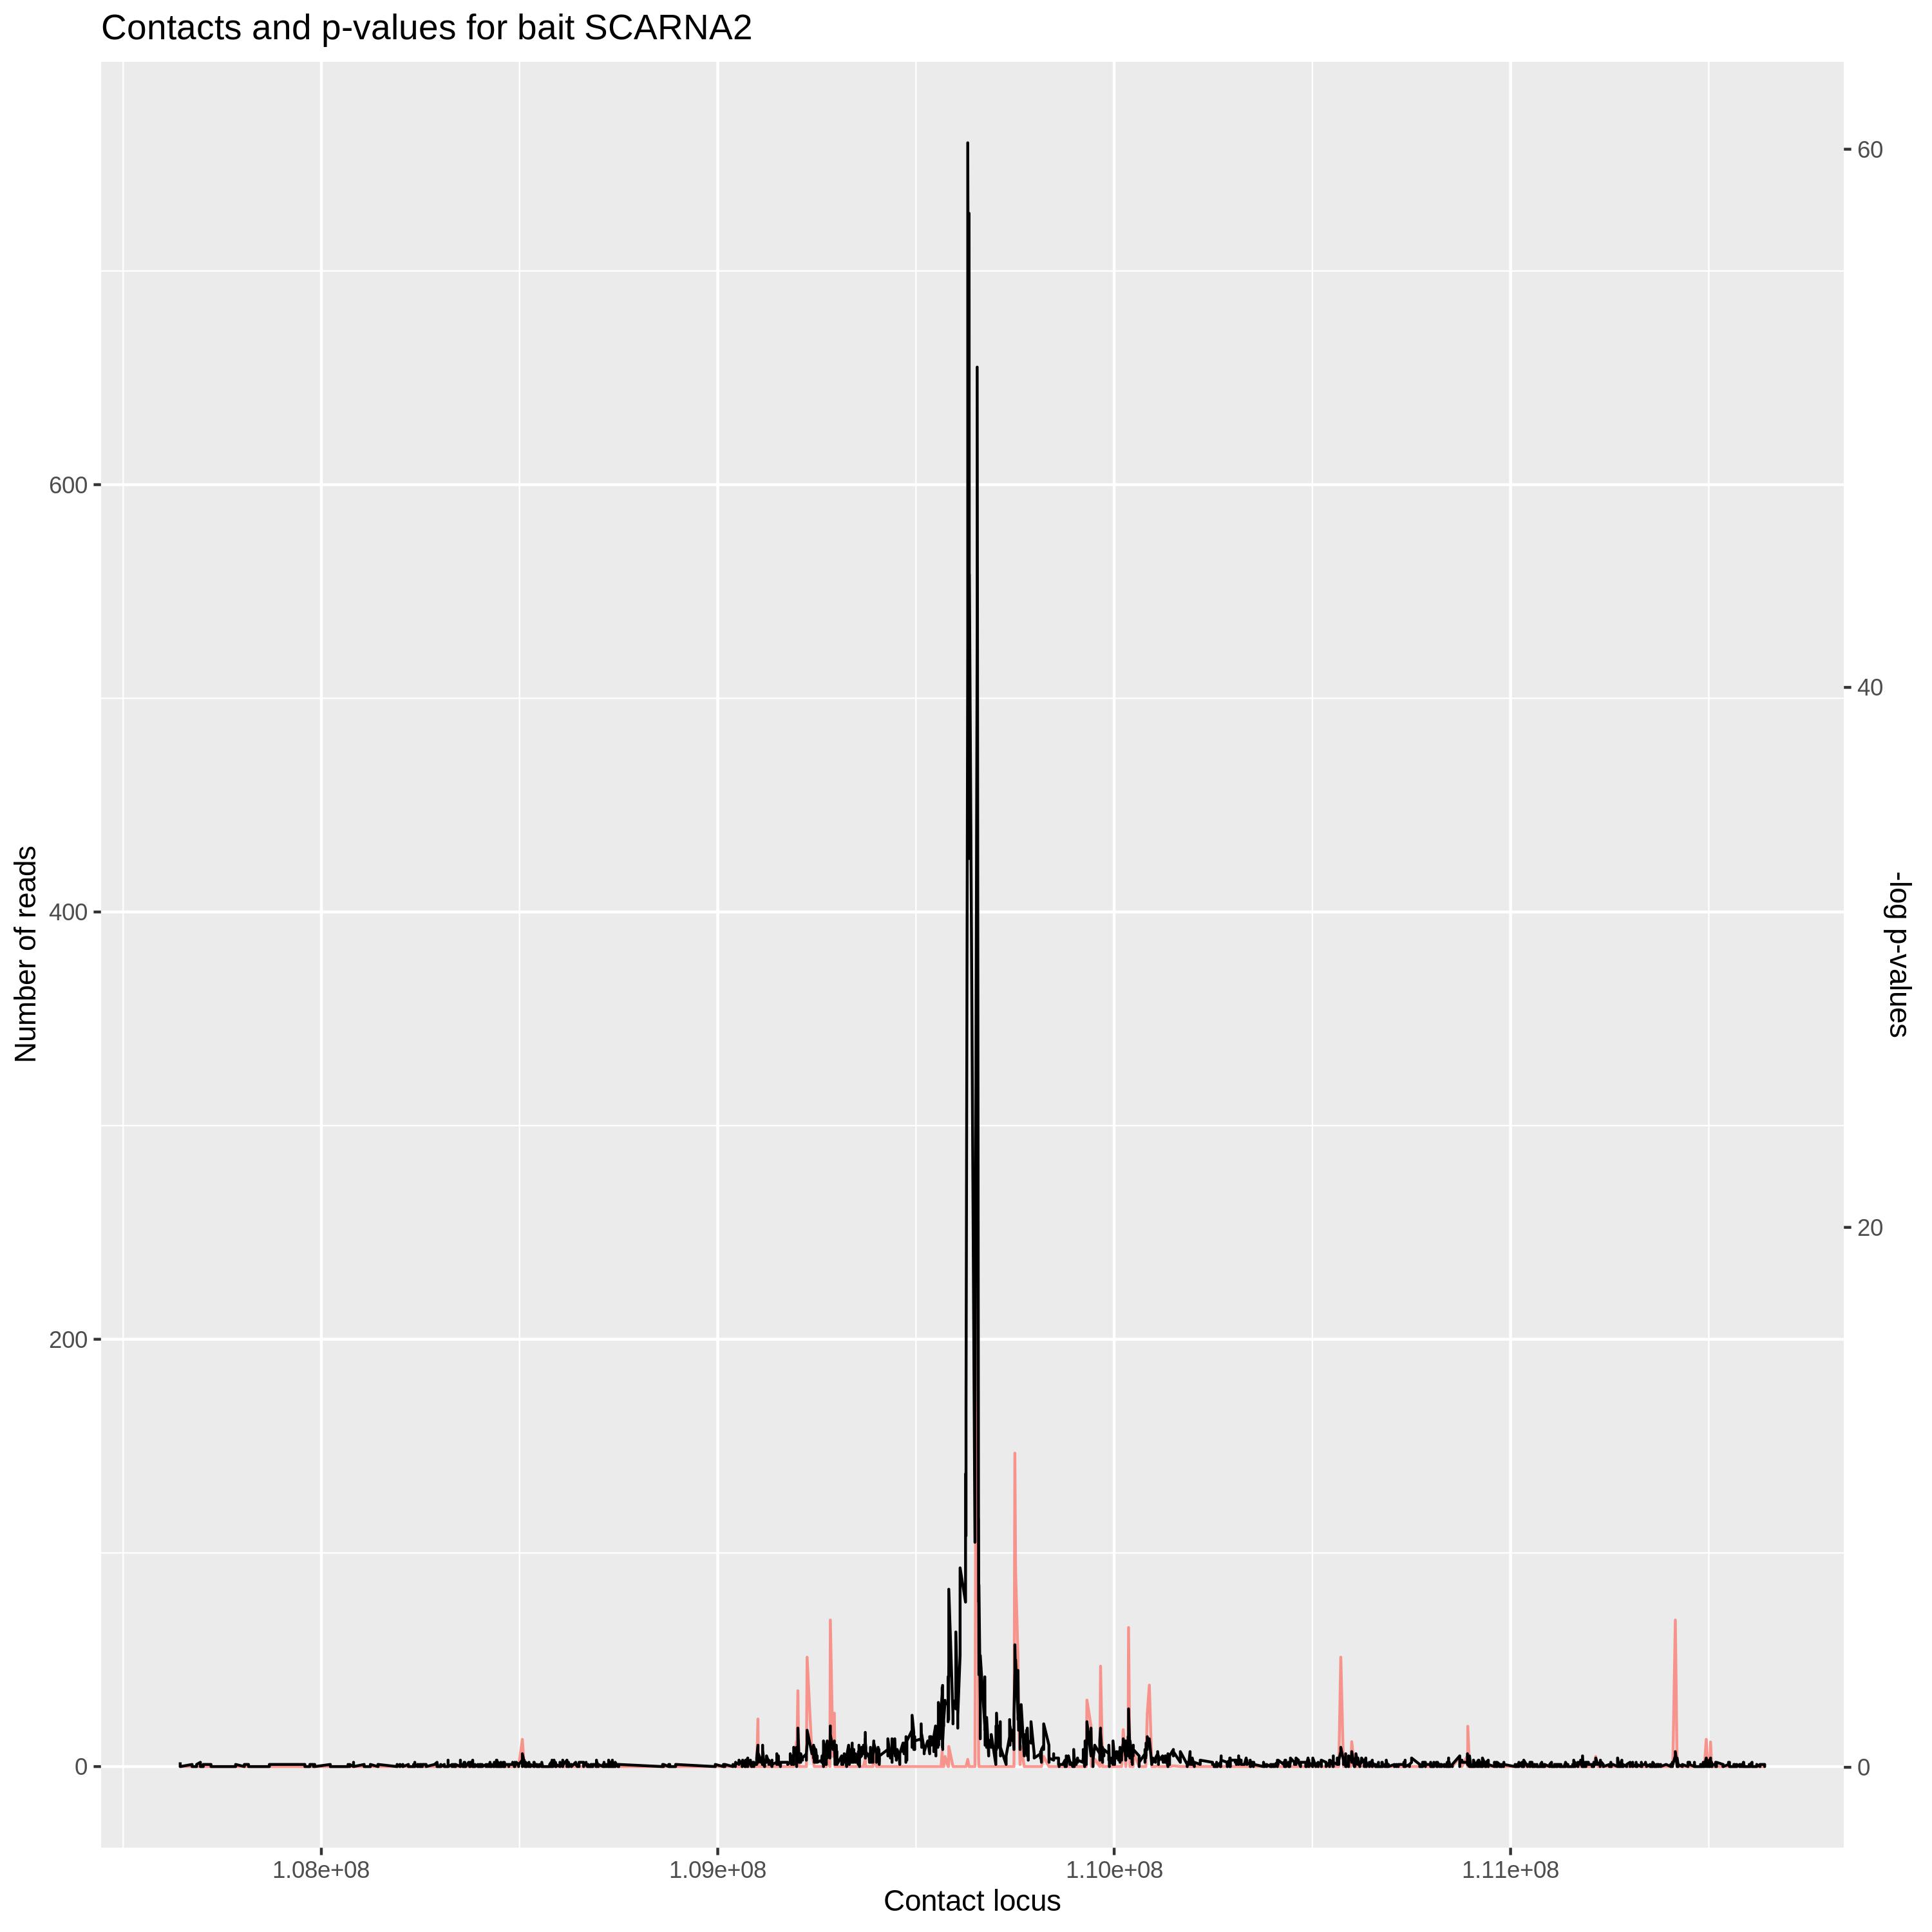 Contacts and p-values for bait SCARNA2
Number of reads
600
400
200
0
60
40
20
0
-log p-values
1.08e+08
1.09e+08
1.10e+08
1.11e+08
Contact locus